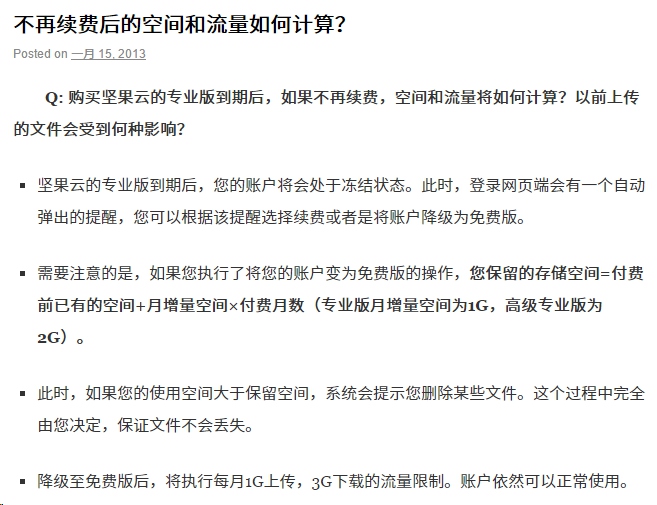 不再续费后的空间和流量如何计算？
Posted on 一月 15, 2013
Q: 购买坚果云的专业版到期后，如果不再续费，空间和流量将如何计算？以前上传
的文件会受到何种影响？
坚果云的专业版到期后，您的账户将会处于冻结状态。此时，登录网页端会有一个自动
弹出的提醒，您可以根据该提醒选择续费或者是将账户降级为免费版。
需要注意的是，如果您执行了将您的账户变为免费版的操作，您保留的存储空间=付费
前已有的空间+月增量空间×付费月数（专业版月增量空间为1G，高级专业版为
2G）。
此时，如果您的使用空间大于保留空间，系统会提示您删除某些文件。这个过程中完全
由您决定，保证文件不会丢失。
降级至免费版后，将执行每月1G上传，3G下载的流量限制。账户依然可以正常使用。